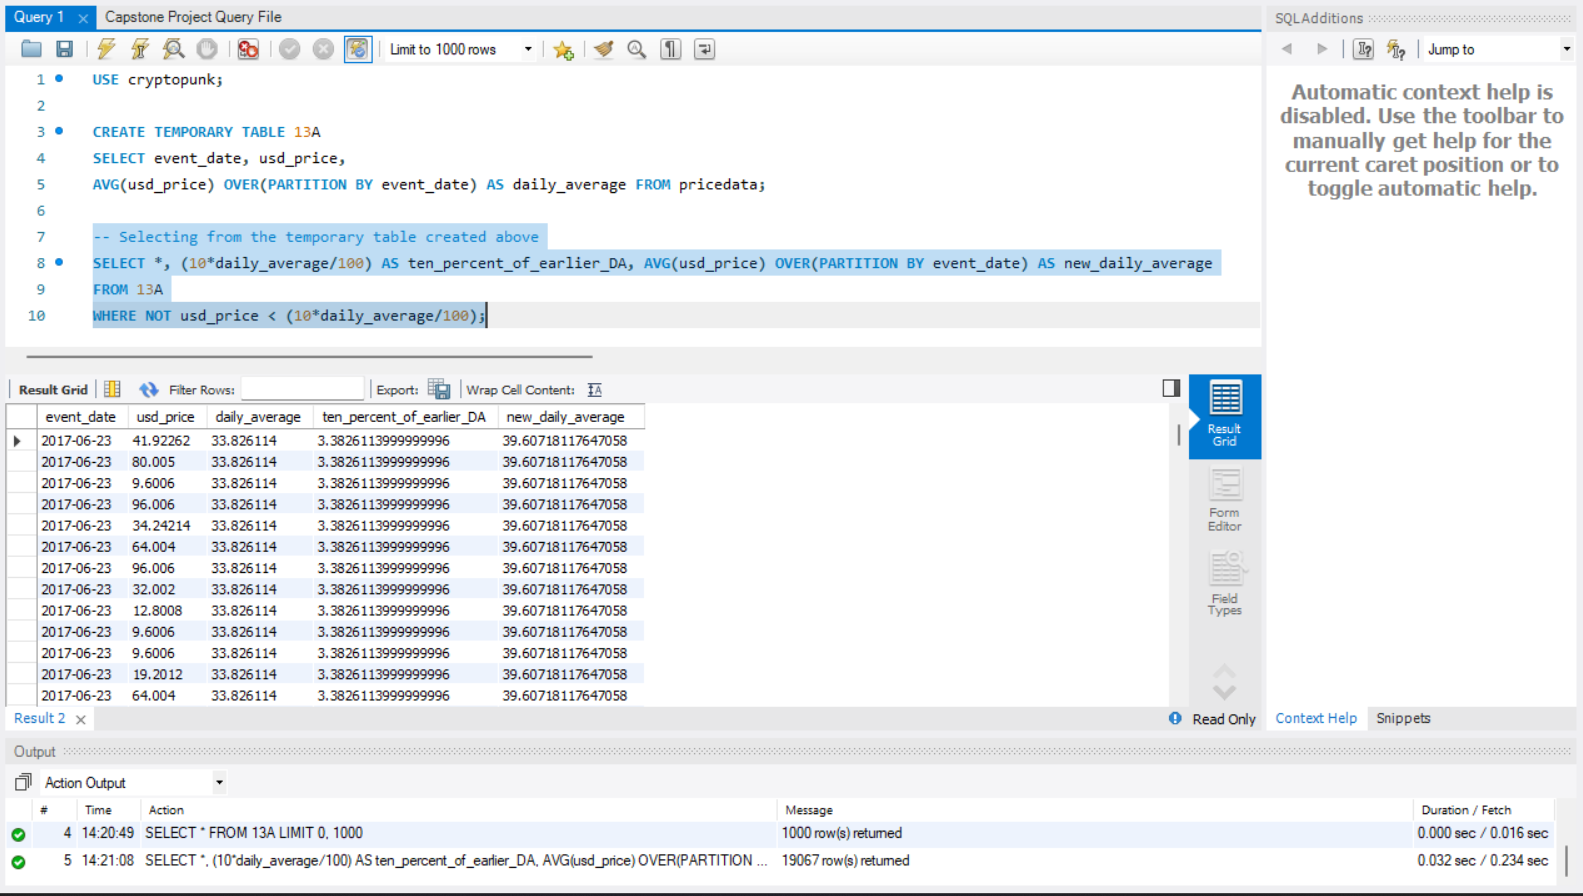 Query 1
Capstone Project Query File
SQLAdditions
Limit to 1000 rows
Jump to
1 USE cryptopunk;
2
3 CREATE TEMPORARY TABLE 13A
4 SELECT event_date, usd_price,
5 AVG(usd_price) OVER(PARTITION BY event_date) AS daily_average FROM pricedata;
6
7 -- Selecting from the temporary table created above
8 SELECT *, (10*daily_average/100) AS ten_percent_of_earlier_DA, AVG(usd_price) OVER(PARTITION BY event_date) AS new_daily_average
9 FROM 13A
10 WHERE NOT usd_price < (10*daily_average/100);
Automatic context help is
disabled. Use the toolbar to
manually get help for the
current caret position or to
toggle automatic help.
Result Grid Filter Rows: Export: Wrap Cell Content:
event_date usd_price daily_average ten_percent_of_earlier_DA new_daily_average
2017-06-23 41.92262 33.826114 3.3826113999999996 39.60718117647058
2017-06-23 80.005 33.826114 3.3826113999999996 39.60718117647058
2017-06-23 9.6006 33.826114 3.3826113999999996 39.60718117647058
2017-06-23 96.006 33.826114 3.3826113999999996 39.60718117647058
2017-06-23 34.24214 33.826114 3.3826113999999996 39.60718117647058
2017-06-23 64.004 33.826114 3.3826113999999996 39.60718117647058
2017-06-23 96.006 33.826114 3.3826113999999996 39.60718117647058
2017-06-23 32.002 33.826114 3.3826113999999996 39.60718117647058
2017-06-23 12.8008 33.826114 3.3826113999999996 39.60718117647058
2017-06-23 9.6006 33.826114 3.3826113999999996 39.60718117647058
2017-06-23 9.6006 33.826114 3.3826113999999996 39.60718117647058
2017-06-23 19.2012 33.826114 3.3826113999999996 39.60718117647058
2017-06-23 64.004 33.826114 3.3826113999999996 39.60718117647058
Result
Grid
Form
Editor
Field
Types
Result 2
Read Only
Context Help Snippets
Output
Action Output
# Time Action Message Duration / Fetch
4 14:20:49 SELECT * FROM 13A LIMIT 0, 1000 1000 row(s) returned 0.000 sec / 0.016 sec
5 14:21:08 SELECT *, (10*daily_average/100) AS ten_percent_of_earlier_DA, AVG(usd_price) OVER(PARTITION ... 19067 row(s) returned 0.032 sec / 0.234 sec